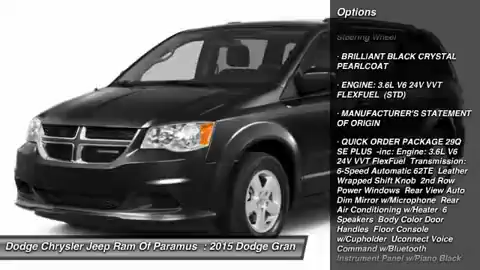 Options
Steering Wheel
· BRILLIANT BLACK CRYSTAL
PEARLCOAT
· ENGINE: 3.6L V6 24V VVT
FLEXFUEL (STD)
· MANUFACTURER'S STATEMENT
OF ORIGIN
· QUICK ORDER PACKAGE 29Q
SE PLUS -inc: Engine: 3.6L V6
24V VVT FlexFuel Transmission:
6-Speed Automatic 62TE Leather
Wrapped Shift Knob 2nd Row
Power Windows Rear View Auto
Dim Mirror w/Microphone Rear
Air Conditioning w/Heater 6
Speakers Body Color Door
Handles Floor Console
w/Cupholder Uconnect Voice
Command w/Bluetooth
Instrument Panel w/Piano Black
Dodge Chrysler Jeep Ram Of Paramus : 2015 Dodge Gran